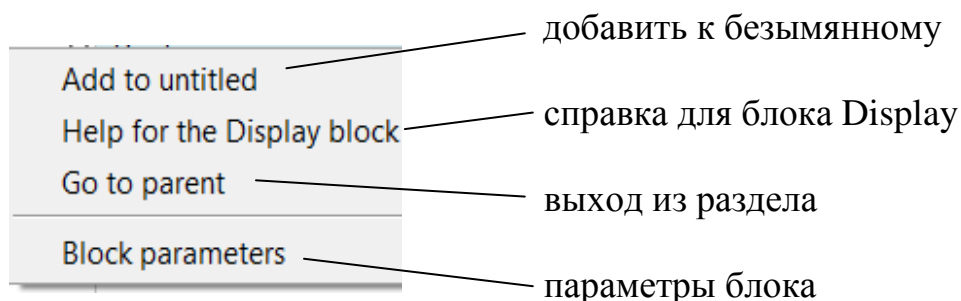 добавить к безымянному
Add to untitled
справка для блока Display
Help for the Display block
Go to parent
выход из раздела
Block parameters
параметры блока